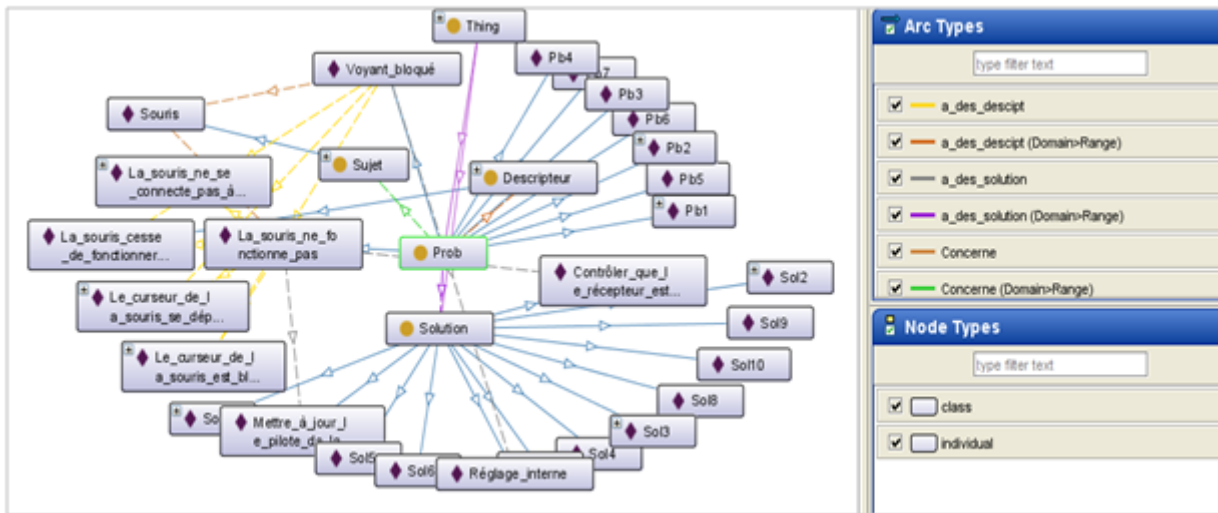 Thing
Pb4
Voyant_bloqué
Pb3
Souris
Pb6
Pb2
Sujet
La_souris_ne_se
_connecte_pas_à...
Descripteur
Pb5
Pb1
La_souris_cesse
_de_fonctionner...
La_souris_ne_fo
nctionne_pas
Prob
Contrôler_que_l
e_récepteur_est...
Sol2
Le_curseur_de_l
a_souris_se_dép...
Solution
Sol9
Le_curseur_de_l
a_souris_est_bl...
Sol10
Sol8
Mettre_à_jour_l
e_pilote_de_la
Sol3
Sol5
Sol4
Sol6
Réglage_interne
Arc Types
type filter text
a_des_descipt
a_des_descipt (Domain>Range)
a_des_solution
a_des_solution (Domain>Range)
Concerne
Concerne (Domain>Range)
Node Types
type filter text
class
individual